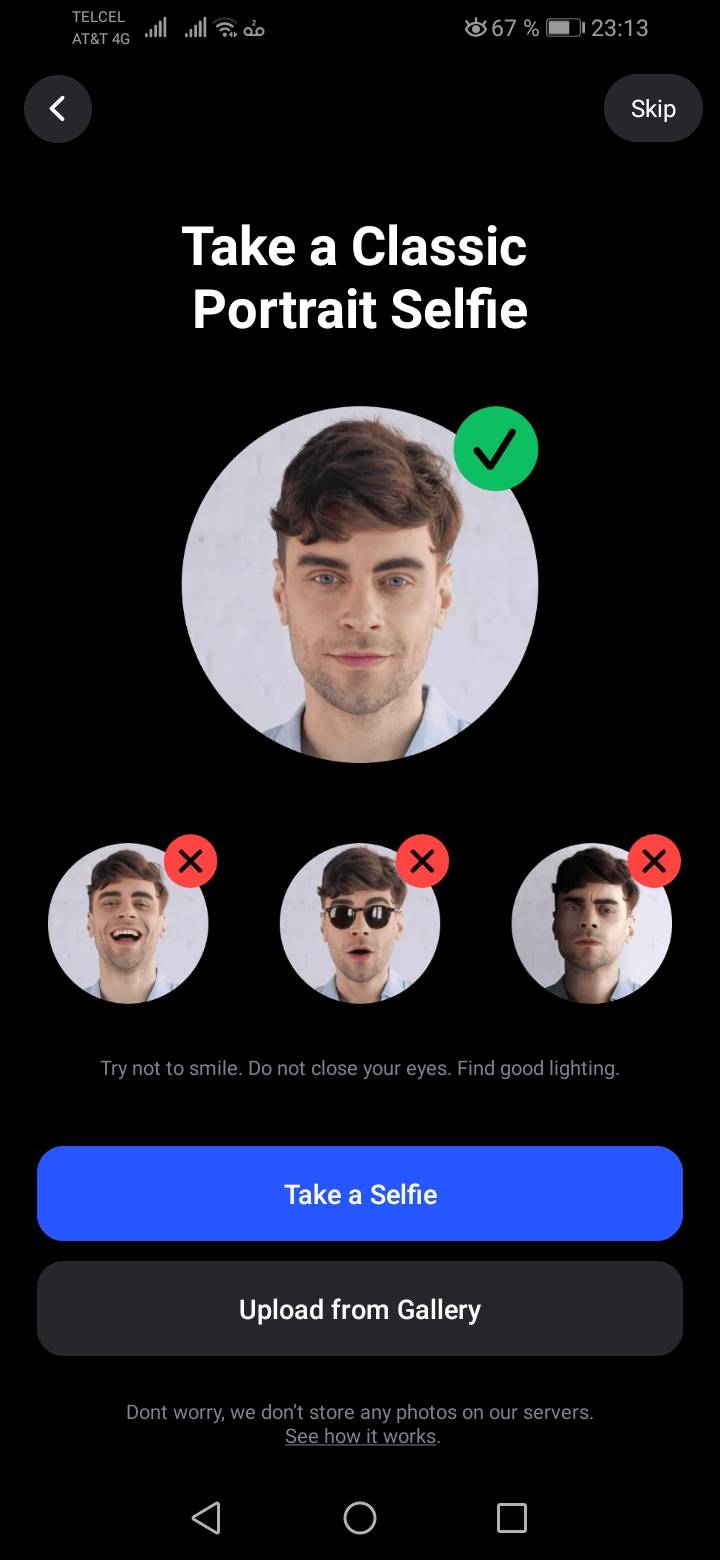 TELCEL
AT&T 4G
2
67 %
23:13
Skip
Take a Classic
Portrait Selfie
Try not to smile. Do not close your eyes. Find good lighting.
Take a Selfie
Upload from Gallery
Dont worry, we don’t store any photos on our servers.
See how it works.